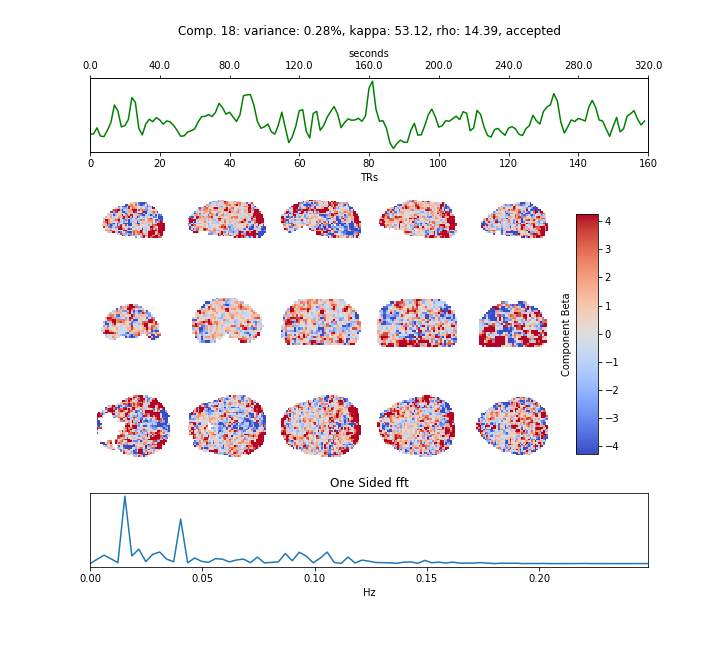 Comp. 18: variance: 0.28%, kappa: 53.12, rho: 14.39, accepted
seconds
0.0 40.0 80.0 120.0 160.0 200.0 240.0 280.0 320.0
0 20 40 60 80 100 120 140 160
TRs
4
3
2
1
0
−1
−2
−3
−4
Component Beta
One Sided fft
0.00 0.05 0.10 0.15 0.20
Hz